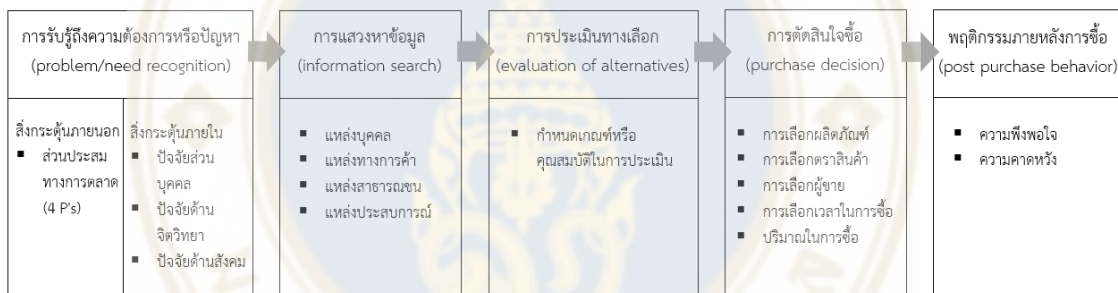 การรับรู้ถึงความต้องการหรือปัญหา
(problem/need recognition)
สิ่งกระตุ้นภายนอก
▪ ส่วนประสม
ทางการตลาด
(4 P's)
สิ่งกระตุ้นภายใน
▪ ปัจจัยส่วน
บุคคล
▪ ปัจจัยด้าน
จิตวิทยา
▪ ปัจจัยด้านสังคม
การแสวงหาข้อมูล
(information search)
▪ แหล่งบุคคล
▪ แหล่งทางการค้า
▪ แหล่งสาธารณชน
▪ แหล่งประสบการณ์
การประเมินทางเลือก
(evaluation of alternatives)
▪ กำหนดเกณฑ์หรือ
คุณสมบัติในการประเมิน
การตัดสินใจซื้อ
(purchase decision)
▪ การเลือกผลิตภัณฑ์
▪ การเลือกตราสินค้า
▪ การเลือกผู้ขาย
▪ การเลือกเวลาในการซื้อ
▪ ปริมาณในการซื้อ
พฤติกรรมภายหลังการซื้อ
(post purchase behavior)
▪ ความพึงพอใจ
▪ ความคาดหวัง